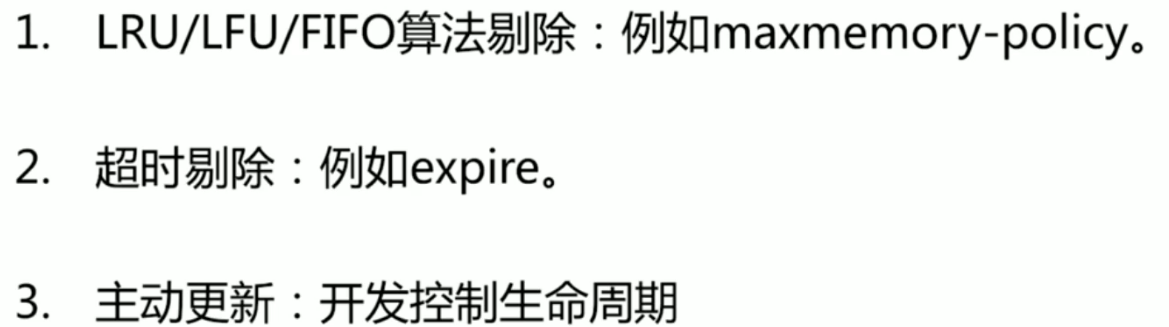 1. LRU/LFU/FIFO算法剔除：例如maxmemory-policy。
2. 超时剔除：例如expire。
3. 主动更新：开发控制生命周期